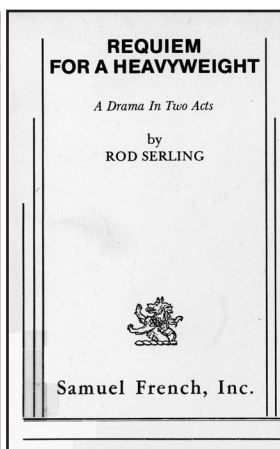 REQUIEM
FOR A HEAVYWEIGHT
A Drama In Two Acts
by
ROD SERLING
Samuel French, Inc.